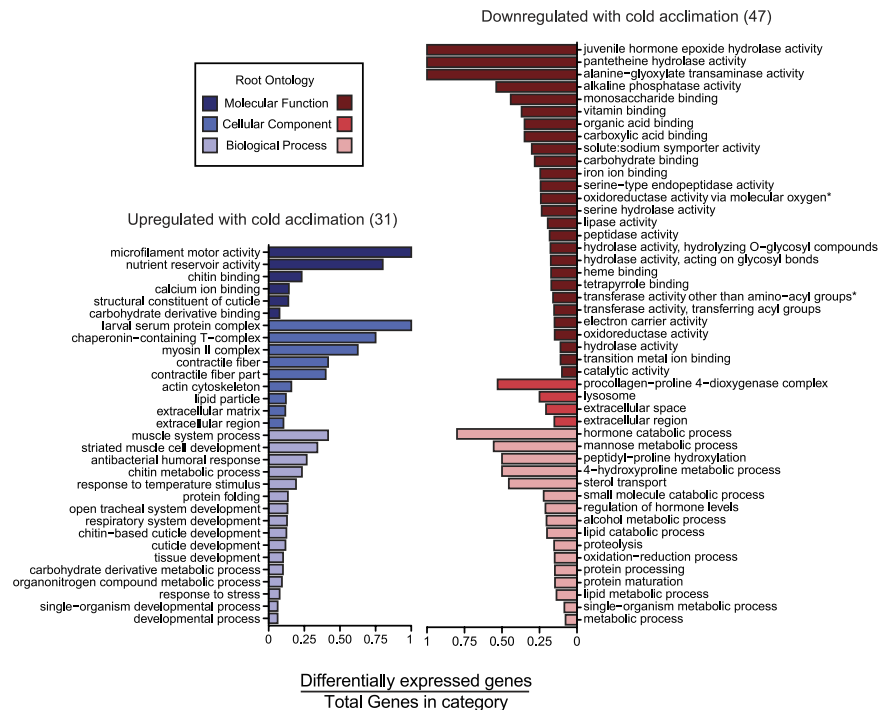 Downregulated with cold acclimation (47)
Root Ontology
Molecular Function
Cellular Component
Biological Process
Upregulated with cold acclimation (31)
microfilament motor activity
nutrient reservoir activity
chitin binding
calcium ion binding
structural constituent of cuticle
carbohydrate derivative binding
larval serum protein complex
chaperonin-containing T-complex
myosin II complex
contractile fiber
contractile fiber part
actin cytoskeleton
lipid particle
extracellular matrix
extracellular region
muscle system process
striated muscle cell development
antibacterial humoral response
chitin metabolic process
response to temperature stimulus
protein folding
open tracheal system development
respiratory system development
chitin-based cuticle development
cuticle development
tissue development
carbohydrate derivative metabolic process
organonitrogen compound metabolic process
response to stress
single-organism developmental process
developmental process
0 0.25 0.50 0.75 1
juvenile hormone epoxide hydrolase activity
pantetheine hydrolase activity
alanine-glyoxylate transaminase activity
alkaline phosphatase activity
monosaccharide binding
vitamin binding
organic acid binding
carboxylic acid binding
solute:sodium symporter activity
carbohydrate binding
iron ion binding
serine-type endopeptidase activity
oxidoreductase activity via molecular oxygen*
serine hydrolase activity
lipase activity
peptidase activity
hydrolase activity, hydrolyzing O-glycosyl compounds
hydrolase activity, acting on glycosyl bonds
heme binding
tetrapyrrole binding
transferase activity other than amino-acyl groups*
transferase activity, transferring acyl groups
electron carrier activity
oxidoreductase activity
hydrolase activity
transition metal ion binding
catalytic activity
procollagen-proline 4-dioxygenase complex
lysosome
extracellular space
extracellular region
hormone catabolic process
mannose metabolic process
peptidyl-proline hydroxylation
4-hydroxyproline metabolic process
sterol transport
small molecule catabolic process
regulation of hormone levels
alcohol metabolic process
lipid catabolic process
proteolysis
oxidation-reduction process
protein processing
protein maturation
lipid metabolic process
single-organism metabolic process
metabolic process
1 0.75 0.50 0.25 0
Differentially expressed genes
Total Genes in category